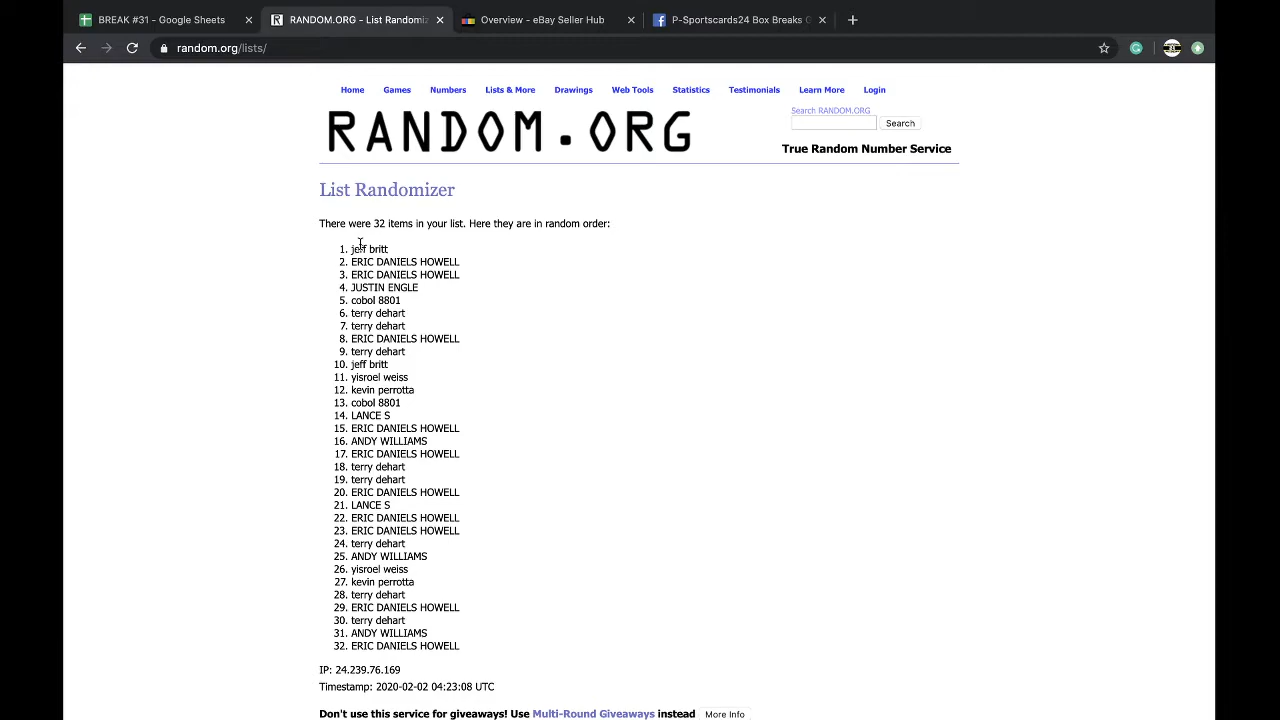 BREAK #31 - Google Sheets
RANDOM.ORG - List Randomize
Overview - eBay Seller Hub
P-Sportscards24 Box Breaks G
random.org/lists/
Home Games Numbers Lists & More Drawings Web Tools Statistics Testimonials Learn More Login
RANDOM.ORG
Search RANDOM.ORG
Search
True Random Number Service
List Randomizer
There were 32 items in your list. Here they are in random order:
1. jeff britt
2. ERIC DANIELS HOWELL
3. ERIC DANIELS HOWELL
4. JUSTIN ENGLE
5. cobol 8801
6. terry dehart
7. terry dehart
8. ERIC DANIELS HOWELL
9. terry dehart
10. jeff britt
11. yisroel weiss
12. kevin perrotta
13. cobol 8801
14. LANCE S
15. ERIC DANIELS HOWELL
16. ANDY WILLIAMS
17. ERIC DANIELS HOWELL
18. terry dehart
19. terry dehart
20. ERIC DANIELS HOWELL
21. LANCE S
22. ERIC DANIELS HOWELL
23. ERIC DANIELS HOWELL
24. terry dehart
25. ANDY WILLIAMS
26. yisroel weiss
27. kevin perrotta
28. terry dehart
29. ERIC DANIELS HOWELL
30. terry dehart
31. ANDY WILLIAMS
32. ERIC DANIELS HOWELL
IP: 24.239.76.169
Timestamp: 2020-02-02 04:23:08 UTC
Don't use this service for giveaways! Use Multi-Round Giveaways instead More Info